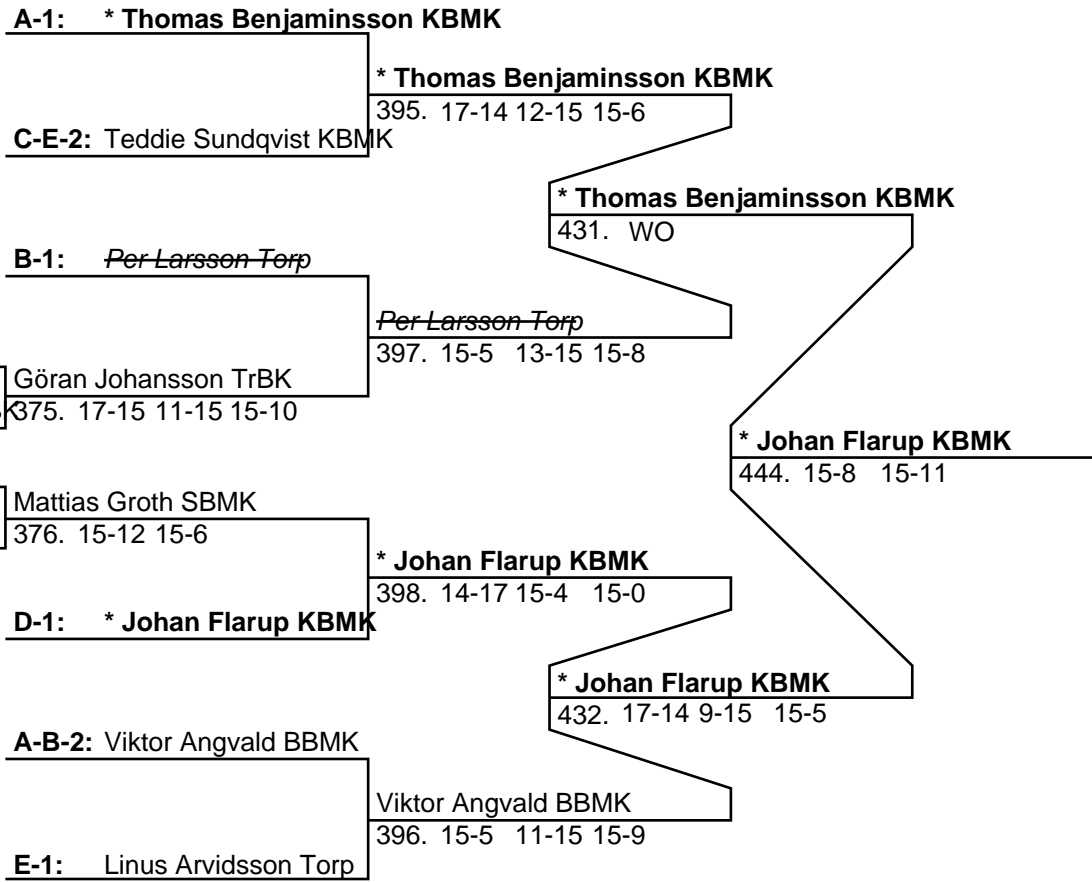 A-1: * Thomas Benjaminsson KBMK
* Thomas Benjaminsson KBMK
395. 17-14 12-15 15-6
C-E-2: Teddie Sundqvist KBMK
* Thomas Benjaminsson KBMK
431. WO
B-1: Per Larsson Torp
Per Larsson Torp
397. 15-5 13-15 15-8
Göran Johansson TrBK
375. 17-15 11-15 15-10
* Johan Flarup KBMK
444. 15-8 15-11
Mattias Groth SBMK
376. 15-12 15-6
* Johan Flarup KBMK
398. 14-17 15-4 15-0
D-1: * Johan Flarup KBMK
* Johan Flarup KBMK
432. 17-14 9-15 15-5
A-B-2: Viktor Angvald BBMK
Viktor Angvald BBMK
396. 15-5 11-15 15-9
E-1: Linus Arvidsson Torp